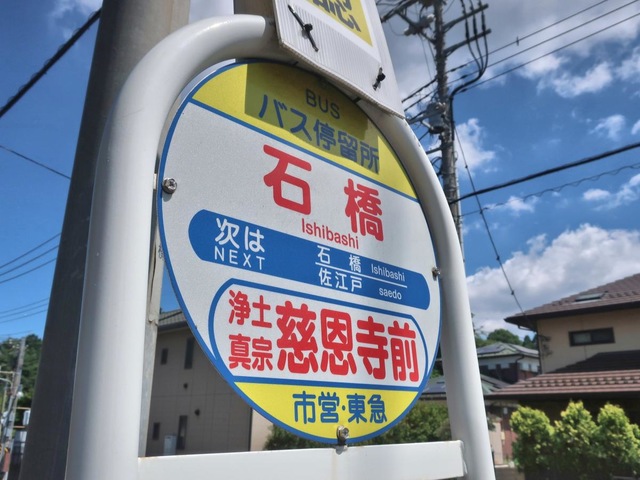 BUS
バス停留所
石橋
Ishibashi
次は
NEXT
石橋 Ishibashi
佐江戸 saedo
浄土真宗
慈恩寺前
市営・東急